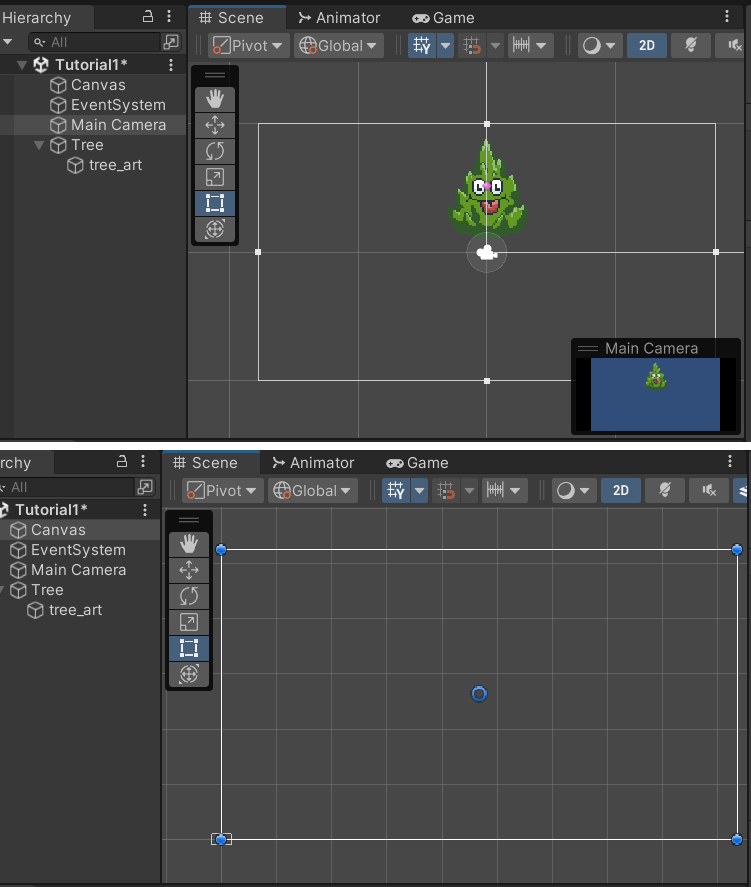 Hierarchy
Scene
Animator
Game
All
Pivot
Global
2D
Tutorial1*
Canvas
EventSystem
Main Camera
Tree
tree_art
Main Camera
rchy
Scene
Animator
Game
All
Pivot
Global
2D
Tutorial1*
Canvas
EventSystem
Main Camera
Tree
tree_art